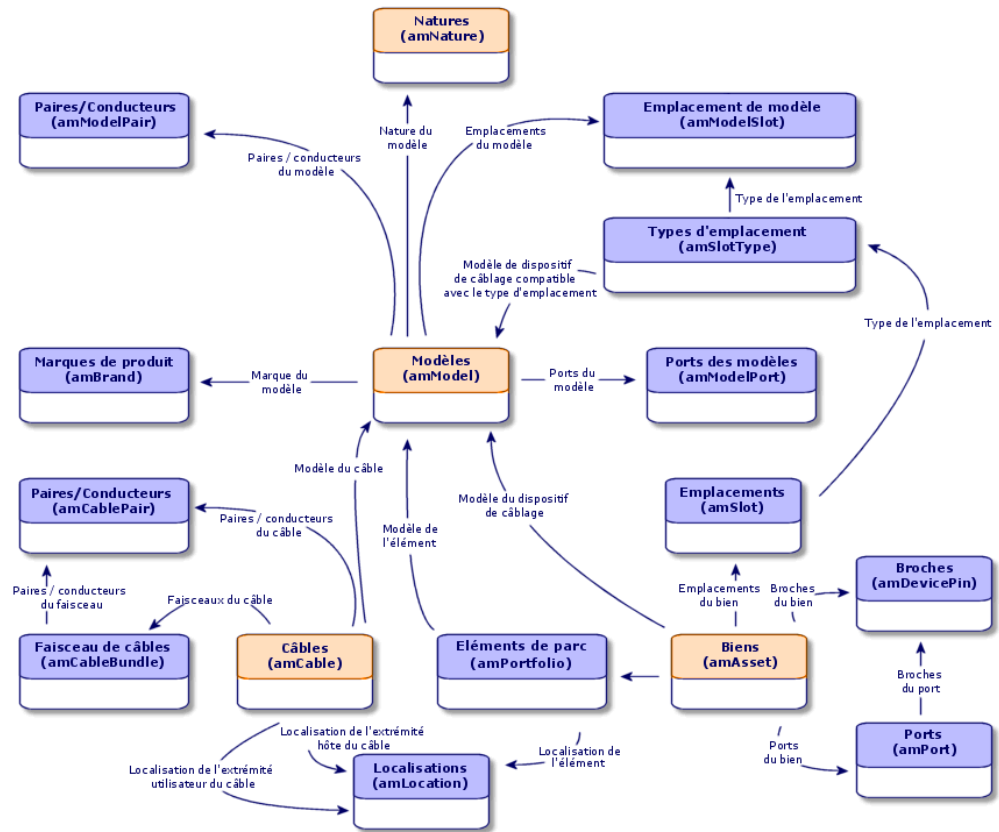 Natures
(amNature)
Paires/Conducteurs
(amModelPair)
Emplacement de modèle
(amModelSlot)
Nature du
modèle
Emplacements
du modèle
Paires / conducteurs
du modèle
Type de l'emplacement
Types d'emplacement
(amSlotType)
Modèle de dispositif
de câblage compatible
avec le type d'emplacement
Type de l'emplacement
Marques de produit
(amBrand)
Marque du
modèle
Modèles
(amModel)
Ports du
modèle
Ports des modèles
(amModelPort)
Modèle du câble
Paires/Conducteurs
(amCablePair)
Paires / conducteurs
du câble
Modèle de
l'élément
Modèle du dispositif
de câblage
Emplacements
(amSlot)
Paires / conducteurs
du faisceau
Faisceaux du câble
Emplacements
du bien
Broches
du bien
Broches
(amDevicePin)
Faisceau de câbles
(amCableBundle)
Câbles
(amCable)
Eléments de parc
(amPortfolio)
Biens
(amAsset)
Broches
du port
Localisation de l'extrémité
hôte du câble
Localisation de l'extrémité
utilisateur du câble
Localisations
(amLocation)
Localisation de
l'élément
Ports
du bien
Ports
(amPort)